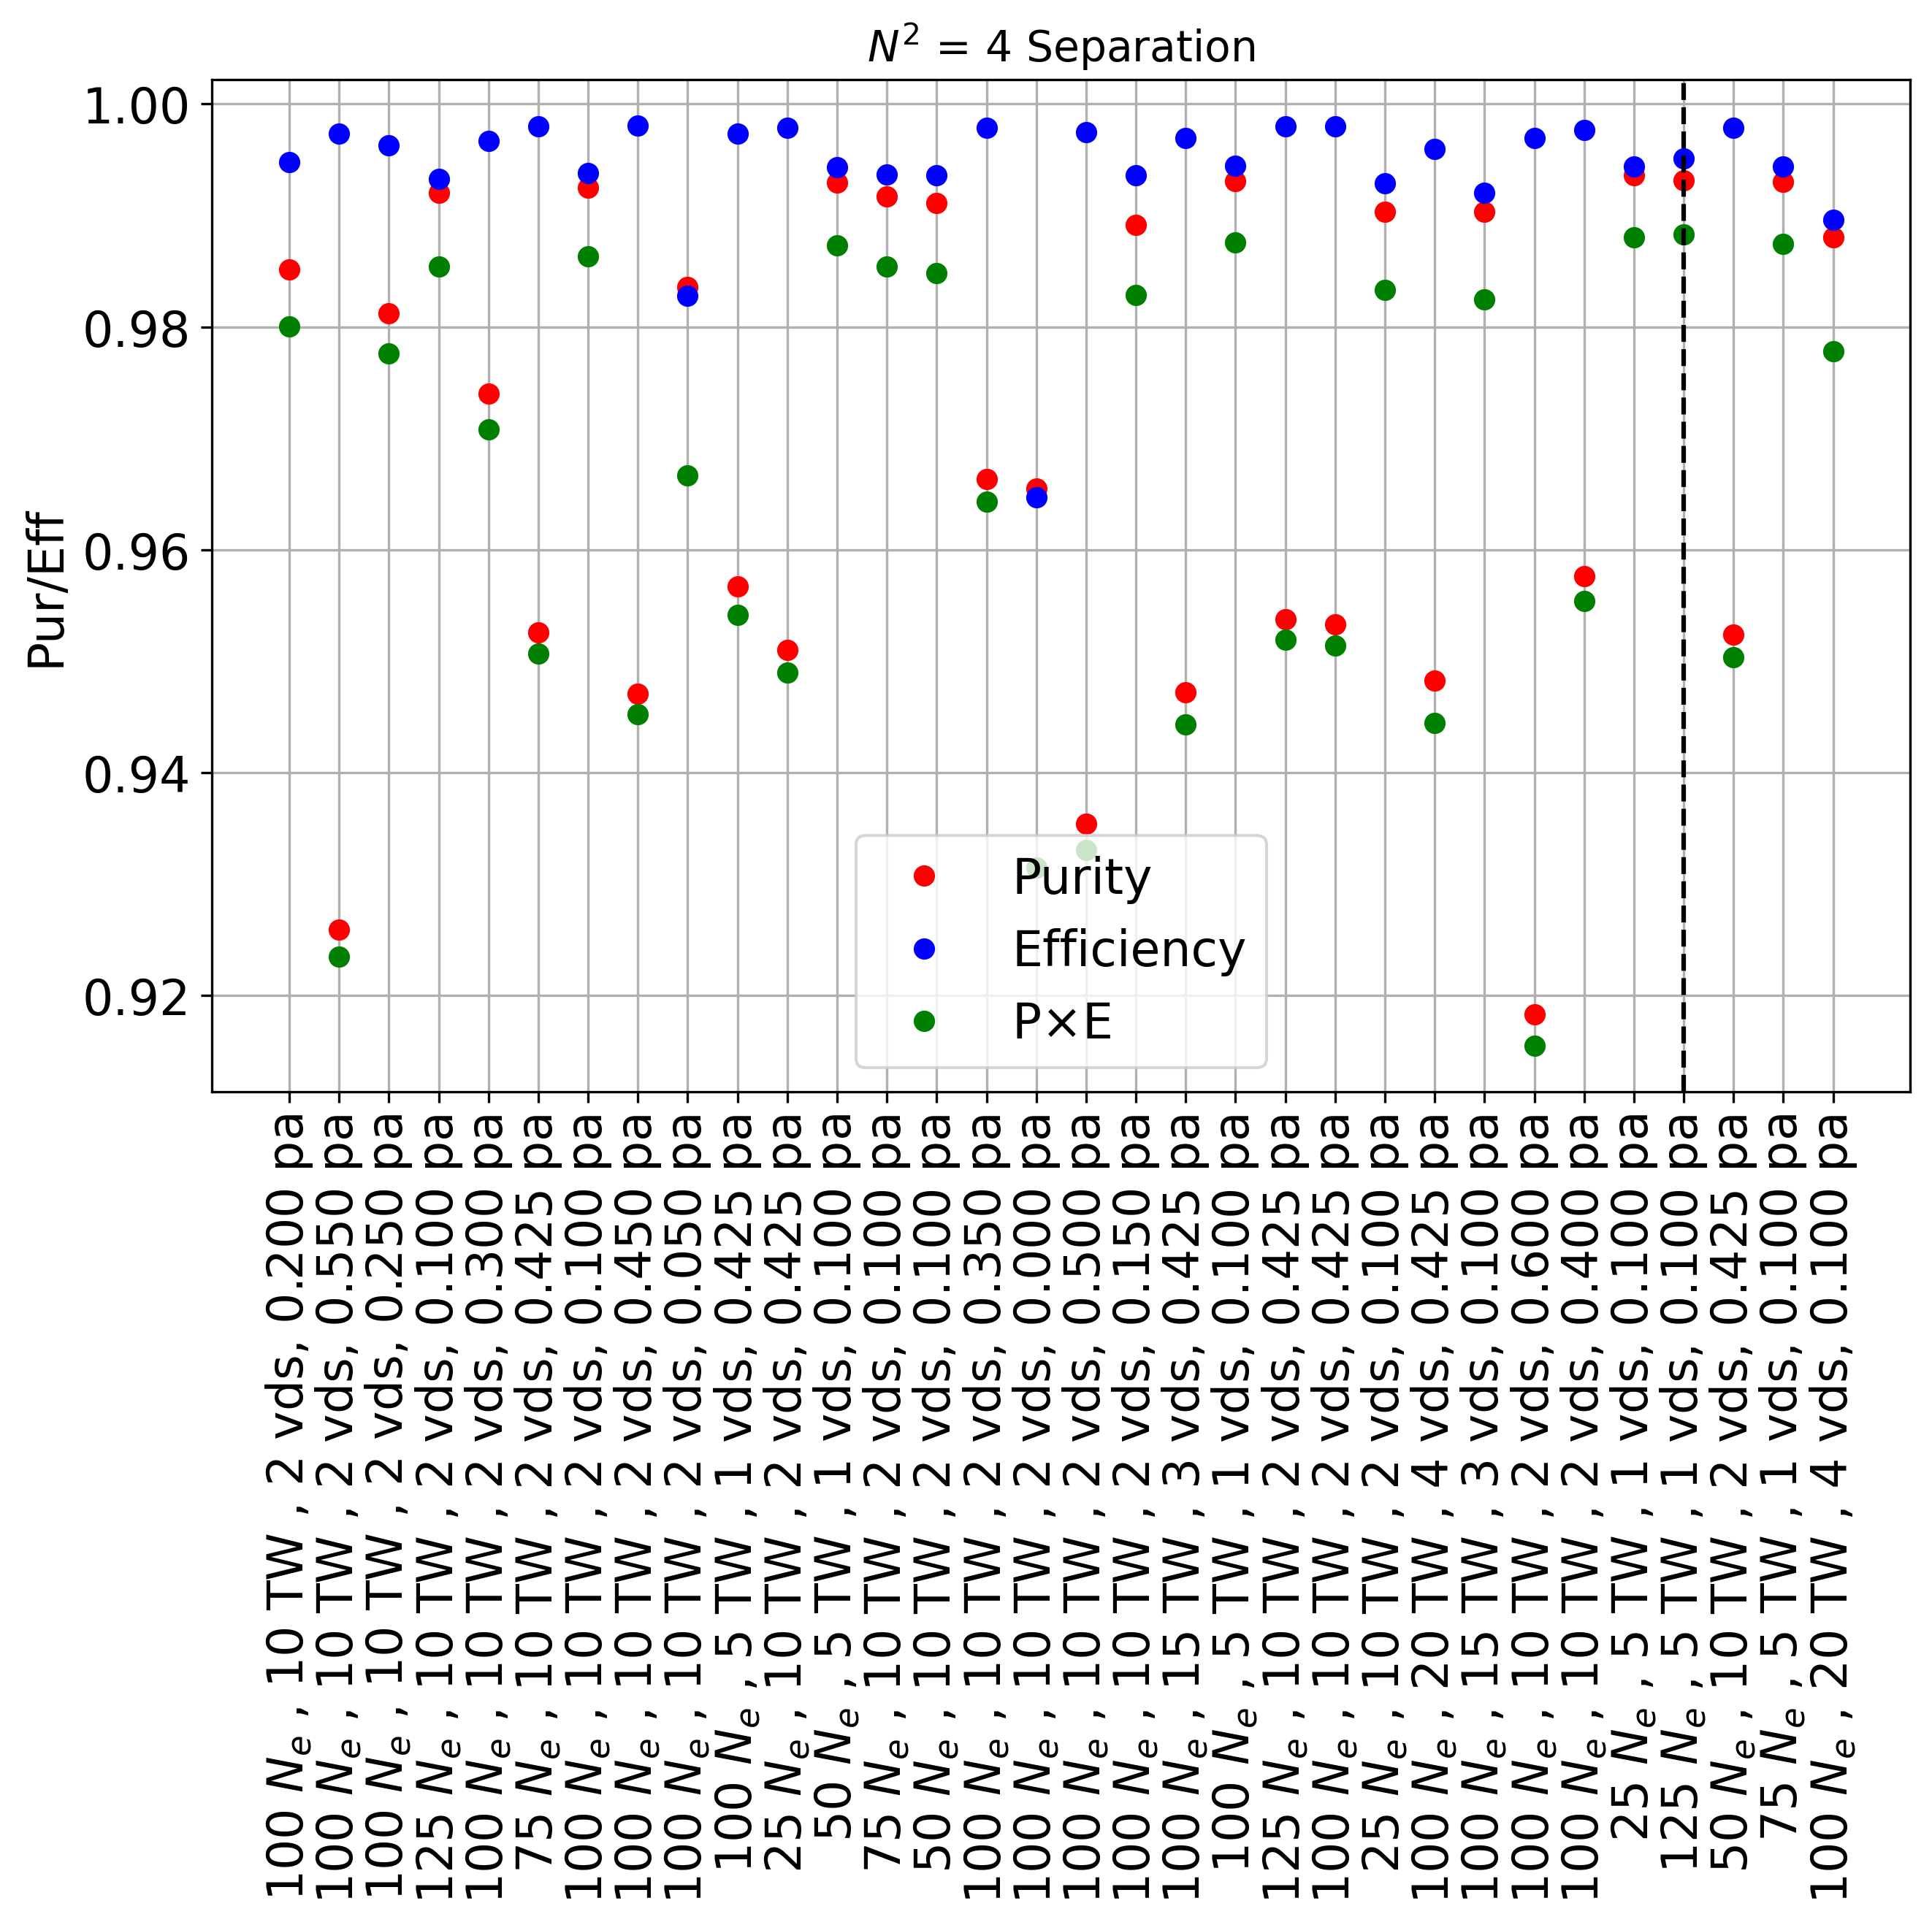 N² = 4 Separation
Pur/Eff
1.00
0.98
0.96
0.94
0.92
Purity
Efficiency
P×E
100 Nₑ , 10 TW , 2 vds, 0.200 pa
100 Nₑ , 10 TW , 2 vds, 0.550 pa
100 Nₑ , 10 TW , 2 vds, 0.250 pa
125 Nₑ , 10 TW , 2 vds, 0.100 pa
100 Nₑ , 10 TW , 2 vds, 0.300 pa
75 Nₑ , 10 TW , 2 vds, 0.425 pa
100 Nₑ , 10 TW , 2 vds, 0.100 pa
100 Nₑ , 10 TW , 2 vds, 0.450 pa
100 Nₑ , 10 TW , 2 vds, 0.050 pa
100 Nₑ , 5 TW , 1 vds, 0.425 pa
25 Nₑ , 10 TW , 2 vds, 0.425 pa
50 Nₑ , 5 TW , 1 vds, 0.100 pa
75 Nₑ , 10 TW , 2 vds, 0.100 pa
50 Nₑ , 10 TW , 2 vds, 0.100 pa
100 Nₑ , 10 TW , 2 vds, 0.350 pa
100 Nₑ , 10 TW , 2 vds, 0.000 pa
100 Nₑ , 10 TW , 2 vds, 0.500 pa
100 Nₑ , 10 TW , 2 vds, 0.150 pa
100 Nₑ , 15 TW , 3 vds, 0.425 pa
100 Nₑ , 5 TW , 1 vds, 0.100 pa
125 Nₑ , 10 TW , 2 vds, 0.425 pa
100 Nₑ , 10 TW , 2 vds, 0.425 pa
25 Nₑ , 10 TW , 2 vds, 0.100 pa
100 Nₑ , 20 TW , 4 vds, 0.425 pa
100 Nₑ , 15 TW , 3 vds, 0.100 pa
100 Nₑ , 10 TW , 2 vds, 0.600 pa
100 Nₑ , 10 TW , 2 vds, 0.400 pa
25 Nₑ , 5 TW , 1 vds, 0.100 pa
125 Nₑ , 5 TW , 1 vds, 0.100 pa
50 Nₑ , 10 TW , 2 vds, 0.425 pa
75 Nₑ , 5 TW , 1 vds, 0.100 pa
100 Nₑ , 20 TW , 4 vds, 0.100 pa